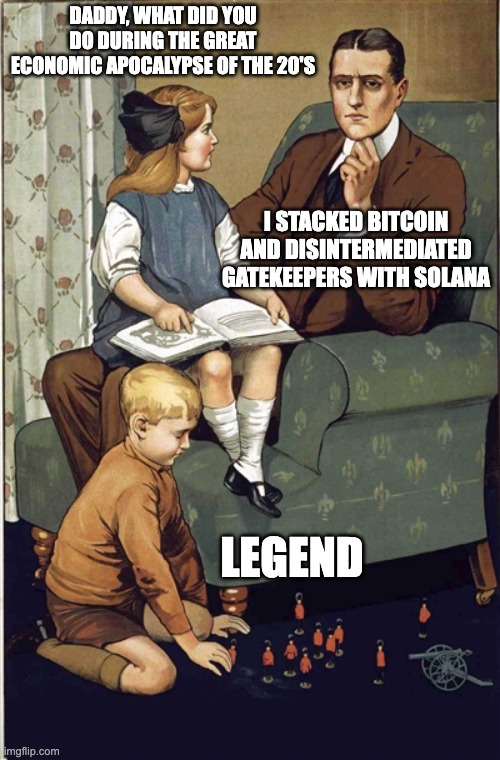 DADDY, WHAT DID YOU
DO DURING THE GREAT
ECONOMIC APOCALYPSE OF THE 20'S
I STACKED BITCOIN
AND DISINTERMEDIATED
GATEKEEPERS WITH SOLANA
LEGEND
imgflip.com